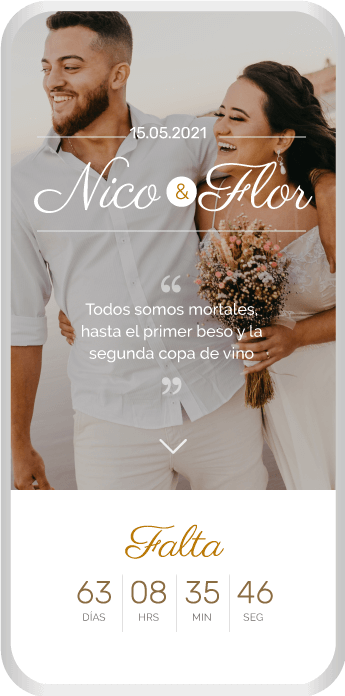 15.05.2021
Nico & Flor
“
Todos somos mortales,
hasta el primer beso y la
segunda copa de vino
”
Falta
63 08 35 46
DÍAS HRS MIN SEG